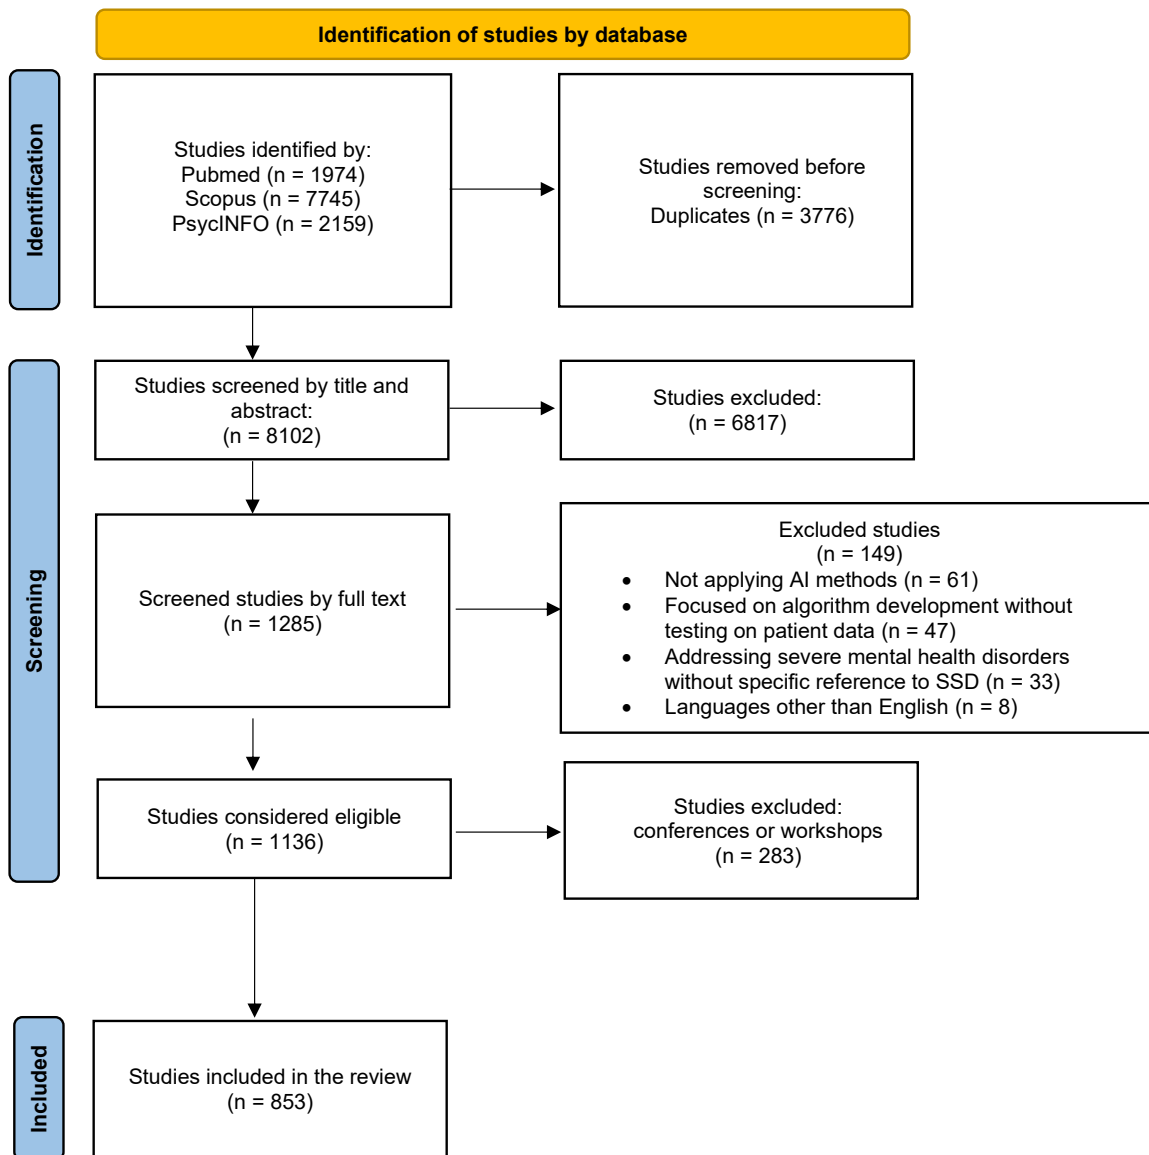 Identification of studies by database
Identification
Studies identified by:
Pubmed (n = 1974)
Scopus (n = 7745)
PsycINFO (n = 2159)
Studies removed before
screening:
Duplicates (n = 3776)
Screening
Studies screened by title and
abstract:
(n = 8102)
Studies excluded:
(n = 6817)
Screened studies by full text
(n = 1285)
Excluded studies
(n = 149)
• Not applying AI methods (n = 61)
• Focused on algorithm development without
testing on patient data (n = 47)
• Addressing severe mental health disorders
without specific reference to SSD (n = 33)
• Languages other than English (n = 8)
Studies considered eligible
(n = 1136)
Studies excluded:
conferences or workshops
(n = 283)
Included
Studies included in the review
(n = 853)